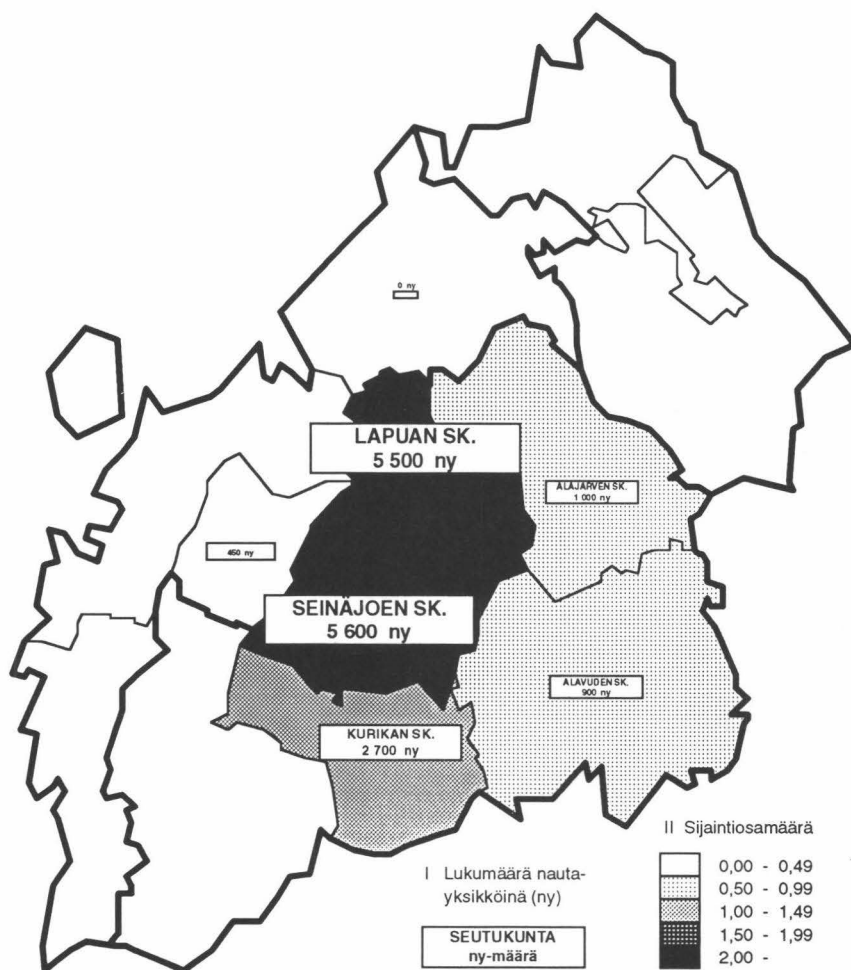 0 ny
LAPUAN SK.
5 500 ny
ALAJÄRVEN SK.
1 000 ny
450 ny
SEINÄJOEN SK.
5 600 ny
ALAVUDEN SK.
900 ny
KURIKAN SK.
2 700 ny
I Lukumäärä nauta-
yksikköinä (ny)
SEUTUKUNTA
ny-määrä
II Sijaintiosamäärä
0,00 - 0,49
0,50 - 0,99
1,00 - 1,49
1,50 - 1,99
2,00 -